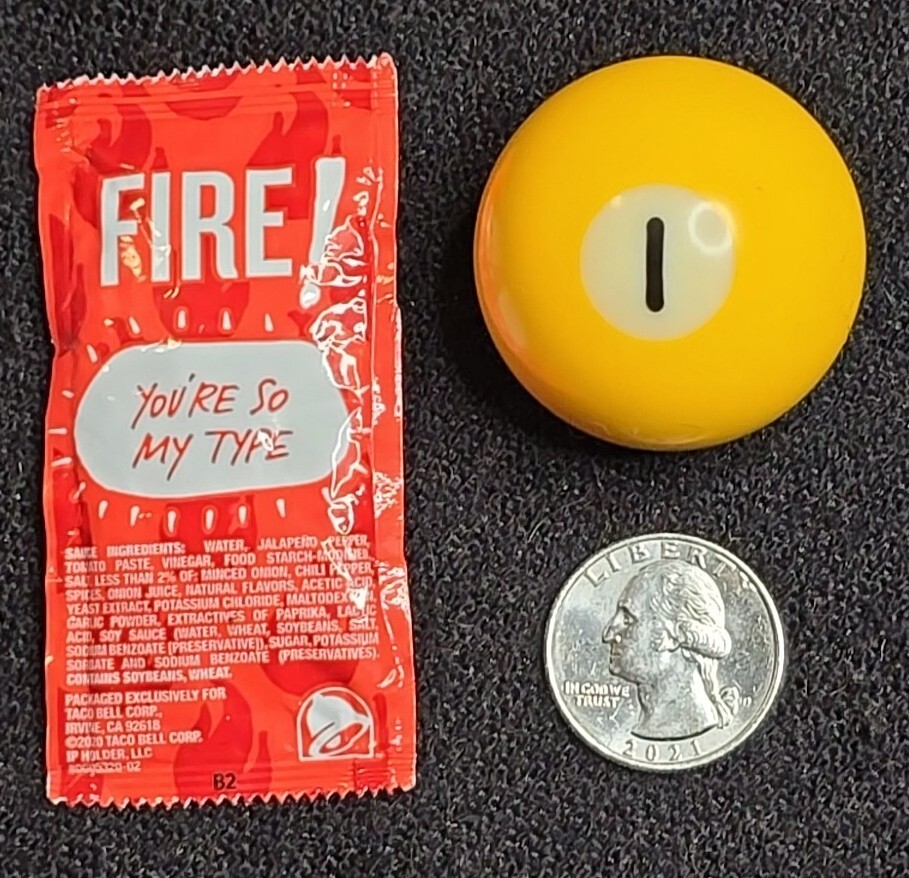 FIRE!
YOU'RE SO
MY TYPE
SAUCE INGREDIENTS: WATER, JALAPEÑO PEPPER,
TOMATO PASTE, VINEGAR, FOOD STARCH-MODIFIED,
SALT, LESS THAN 2% OF: MINCED ONION, CHILI PEPPER,
SPICES, ONION JUICE, NATURAL FLAVORS, ACETIC ACID,
YEAST EXTRACT, POTASSIUM CHLORIDE, MALTODEXTRIN,
GARLIC POWDER, EXTRACTIVES OF PAPRIKA, LACTIC
ACID, SOY SAUCE (WATER, WHEAT, SOYBEANS, SALT,
SODIUM BENZOATE [PRESERVATIVE]), SUGAR, POTASSIUM
SORBATE AND SODIUM BENZOATE (PRESERVATIVES).
CONTAINS SOYBEANS, WHEAT.
PACKAGED EXCLUSIVELY FOR
TACO BELL CORP.,
IRVINE, CA 92618
©2020 TACO BELL CORP.
IP HOLDER, LLC
B2
1
LIBERTY
IN GOD WE
TRUST
2021